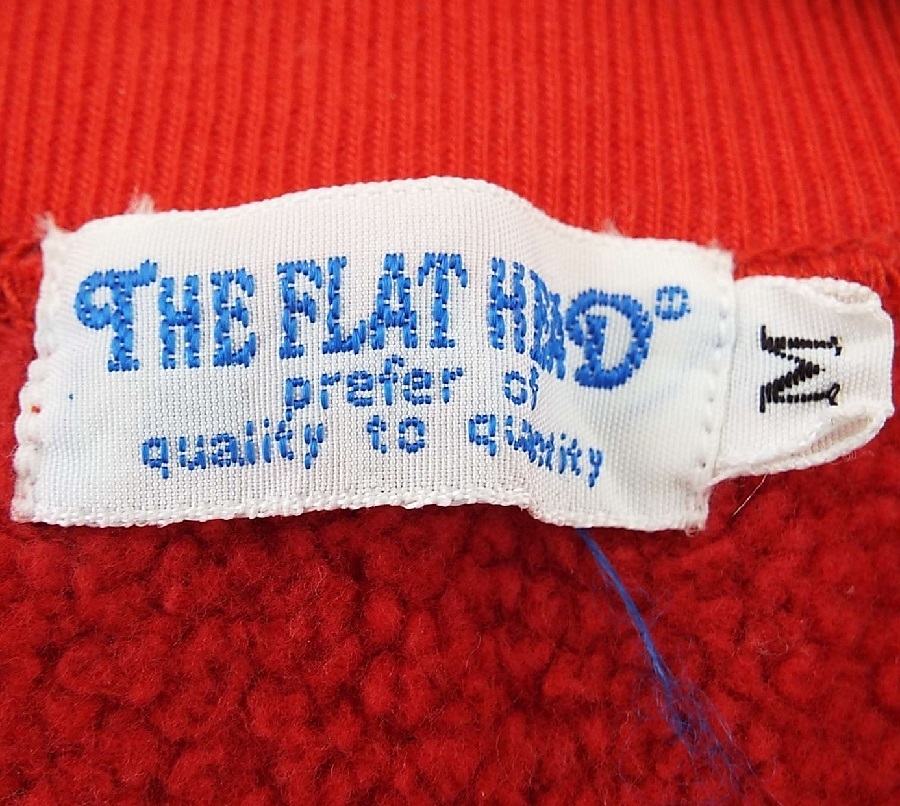 THE FLAT HEAD®
prefer of
quality to quantity
M